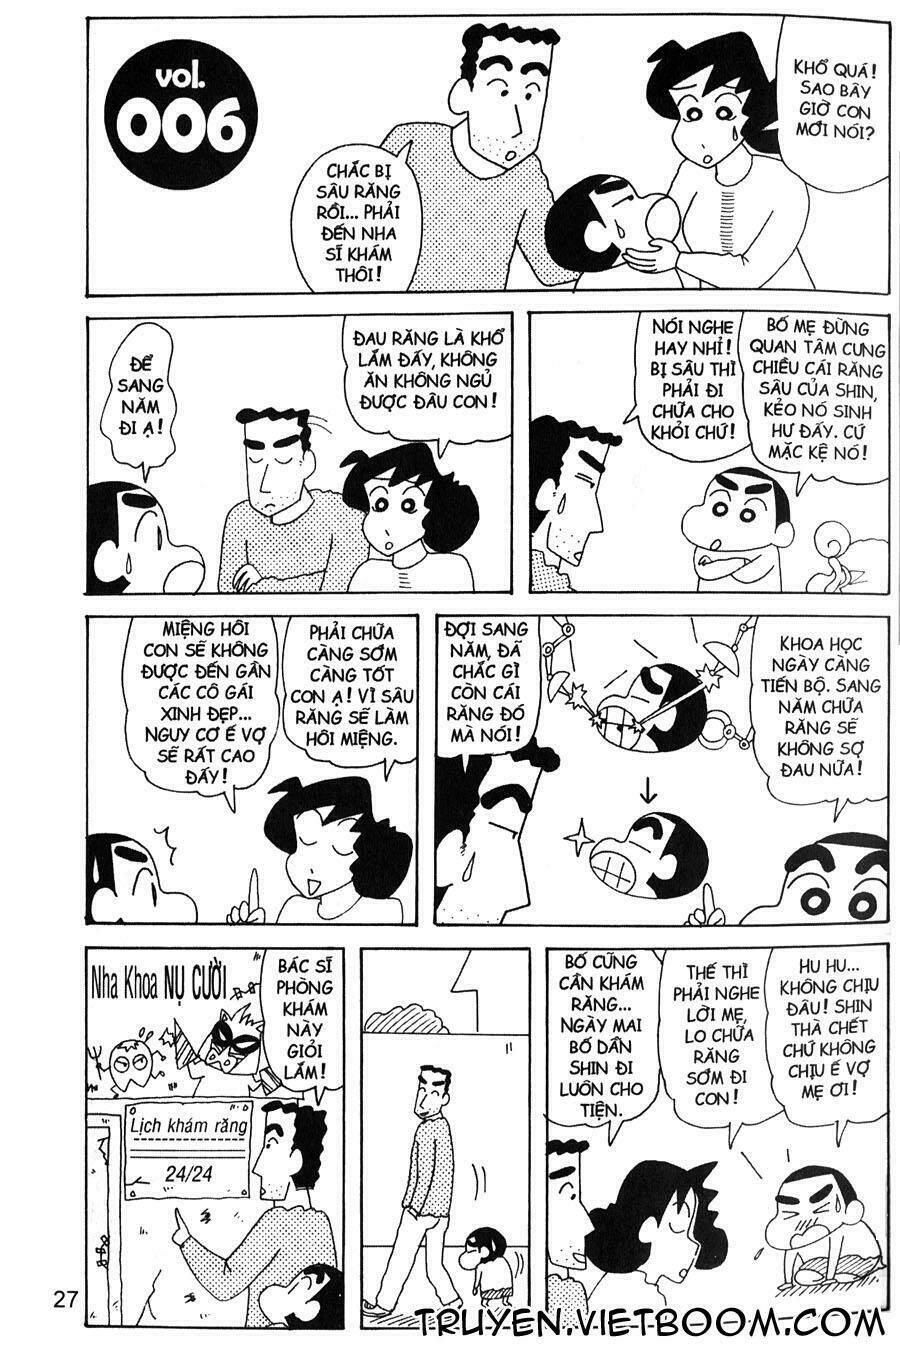 vol.
006
KHỔ QUÁ!
SAO BÂY
GIỜ CON
MỚI NÓI?
CHẮC BỊ
SÂU RĂNG
RỒI... PHẢI
ĐẾN NHA
SĨ KHÁM
THÔI!
BỐ MẸ ĐỪNG
QUAN TÂM CƯNG
CHIỀU CÁI RĂNG
SÂU CỦA SHIN,
KẺO NÓ SINH
HƯ ĐẤY. CỨ
MẶC KỆ NÓ!
NÓI NGHE
HAY NHỈ!
BỊ SÂU THÌ
PHẢI ĐI
CHỮA CHO
KHỎI CHỨ!
ĐAU RĂNG LÀ KHỔ
LẮM ĐẤY, KHÔNG
ĂN KHÔNG NGỦ
ĐƯỢC ĐÂU CON!
ĐỂ
SANG
NĂM
ĐI Ạ!
KHOA HỌC
NGÀY CÀNG
TIẾN BỘ. SANG
NĂM CHỮA
RĂNG SẼ
KHÔNG SỢ
ĐAU NỮA!
ĐỢI SANG
NĂM, ĐÃ
CHẮC GÌ
CÒN CÁI
RĂNG ĐÓ
MÀ NÓI!
PHẢI CHỮA
CÀNG SỚM
CÀNG TỐT
CON Ạ! VÌ SÂU
RĂNG SẼ LÀM
HÔI MIỆNG.
MIỆNG HÔI
CON SẼ KHÔNG
ĐƯỢC ĐẾN GẦN
CÁC CÔ GÁI
XINH ĐẸP...
NGUY CƠ Ế VỢ
SẼ RẤT CAO
ĐẤY!
HU HU...
KHÔNG CHỊU
ĐÂU! SHIN
THÀ CHẾT
CHỨ KHÔNG
CHỊU Ế VỢ
MẸ ƠI!
THẾ THÌ
PHẢI NGHE
LỜI MẸ,
LO CHỮA
RĂNG
SỚM ĐI
CON!
BỐ CŨNG
CẦN KHÁM
RĂNG...
NGÀY MAI
BỐ DẪN
SHIN ĐI
LUÔN CHO
TIỆN.
BÁC SĨ
PHÒNG
KHÁM
NÀY
GIỎI
LẮM!
Nha Khoa NỤ CƯỜI
Lịch khám răng
24/24
27
TRUYEN.VIETBOOM.COM